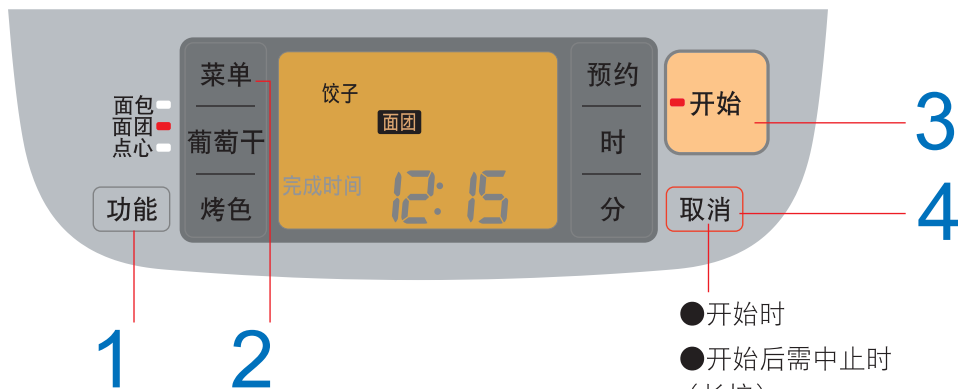 菜单
葡萄干
烤色
面包
面团
点心
功能
饺子
面团
完成时间 12:15
预约
时
分
开始
取消
1
2
3
4
●开始时
●开始后需中止时